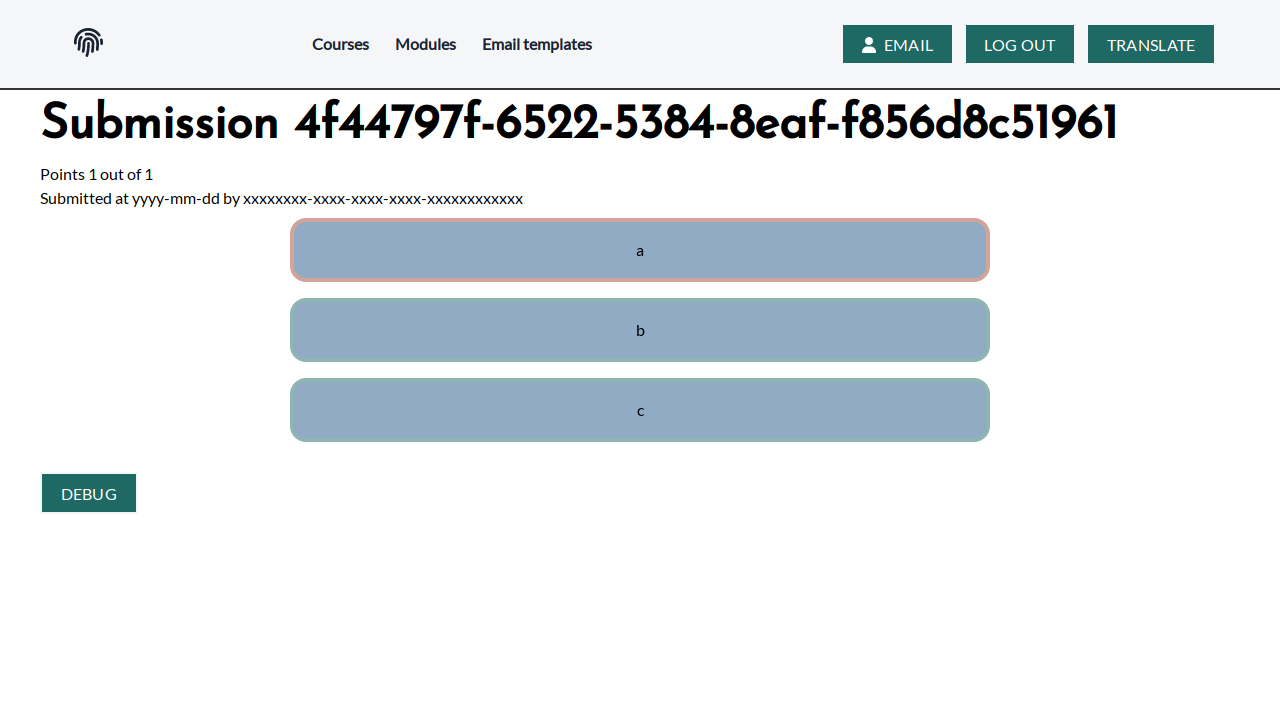 Courses Modules Email templates EMAIL LOG OUT TRANSLATE
Submission 4f44797f-6522-5384-8eaf-f856d8c51961
Points 1 out of 1
Submitted at yyyy-mm-dd by xxxxxxxx-xxxx-xxxx-xxxx-xxxxxxxxxxxx
a
b
c
DEBUG